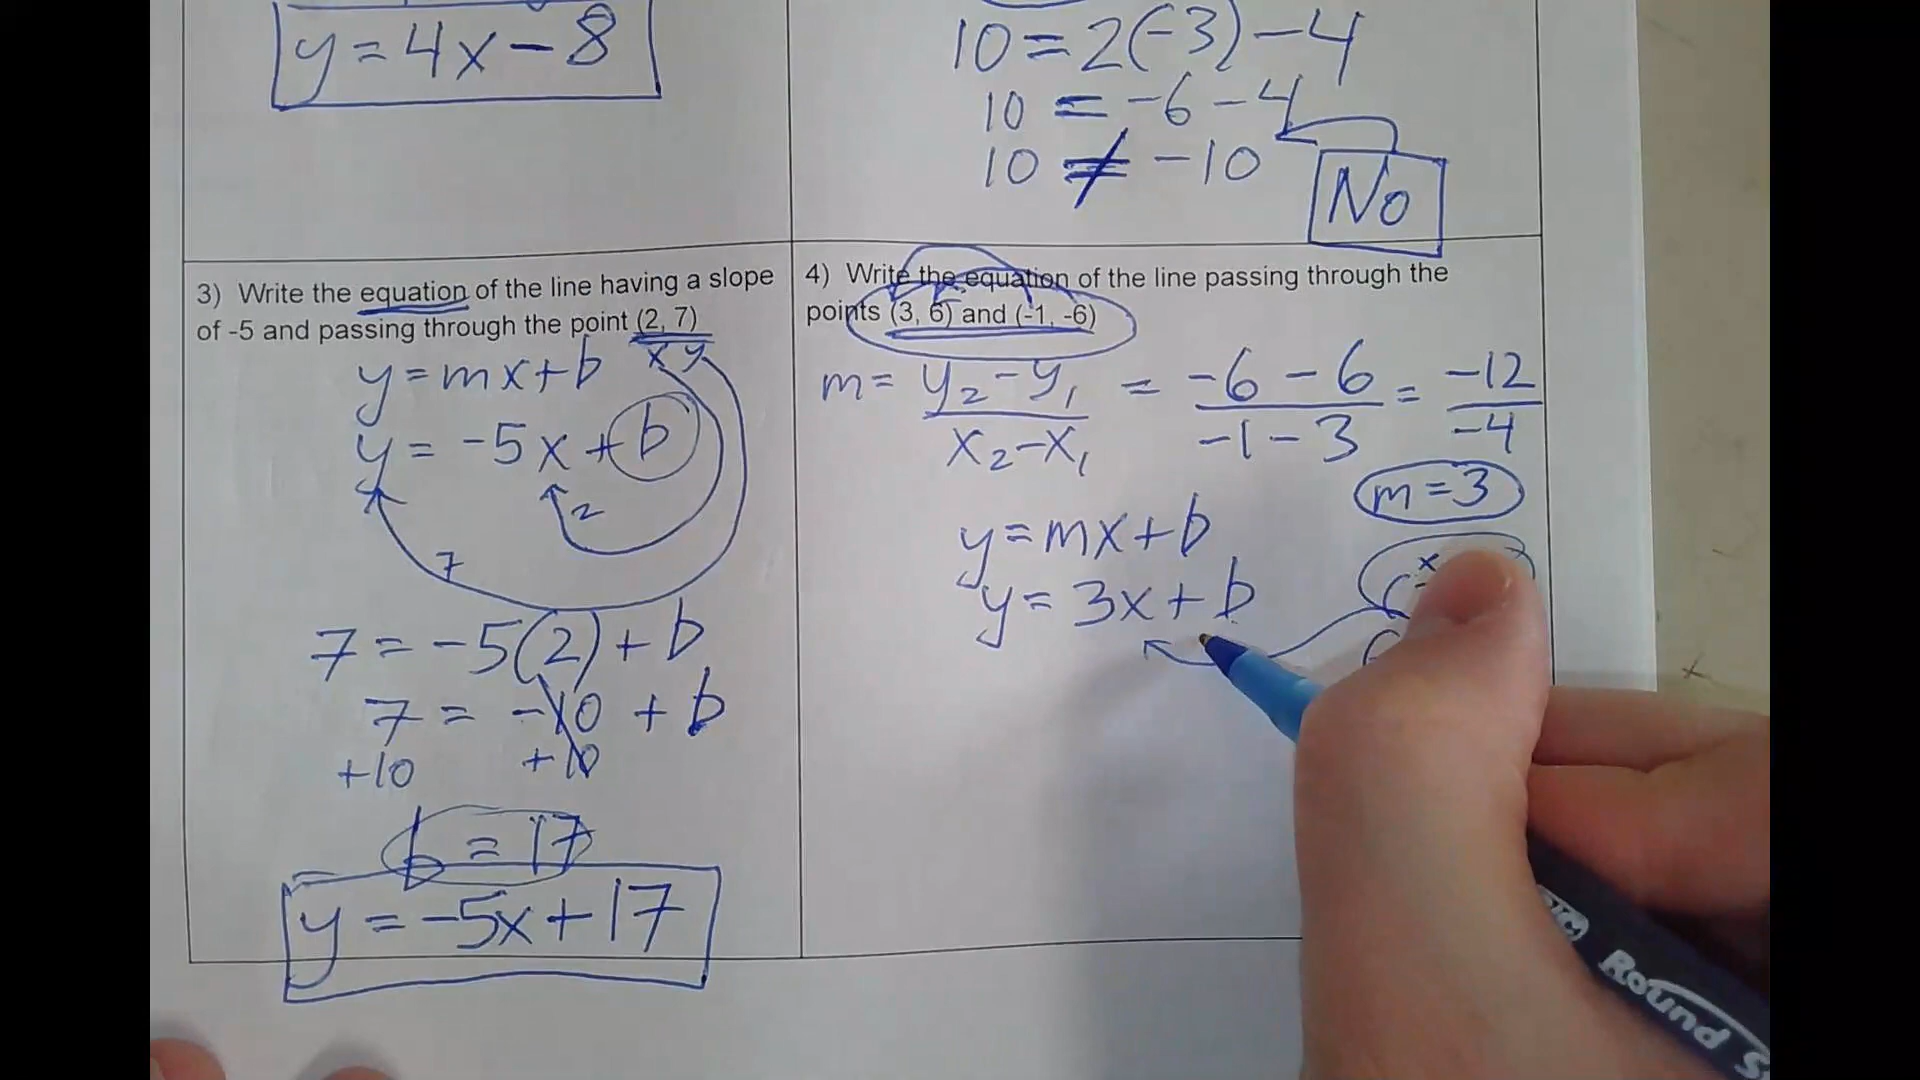 y = 4x - 8
10 = 2(-3) - 4
10 = -6 - 4
10 ≠ -10
No
3) Write the equation of the line having a slope
of -5 and passing through the point (2, 7)
x y
y = mx + b
y = -5x + b
2
7
7 = -5(2) + b
7 = -10 + b
+10 +10
b = 17
y = -5x + 17
4) Write the equation of the line passing through the
points (3, 6) and (-1, -6)
m = y₂ - y₁ / x₂ - x₁ = -6 - 6 / -1 - 3 = -12 / -4
m = 3
y = mx + b
x
y = 3x + b
BIC
Round S